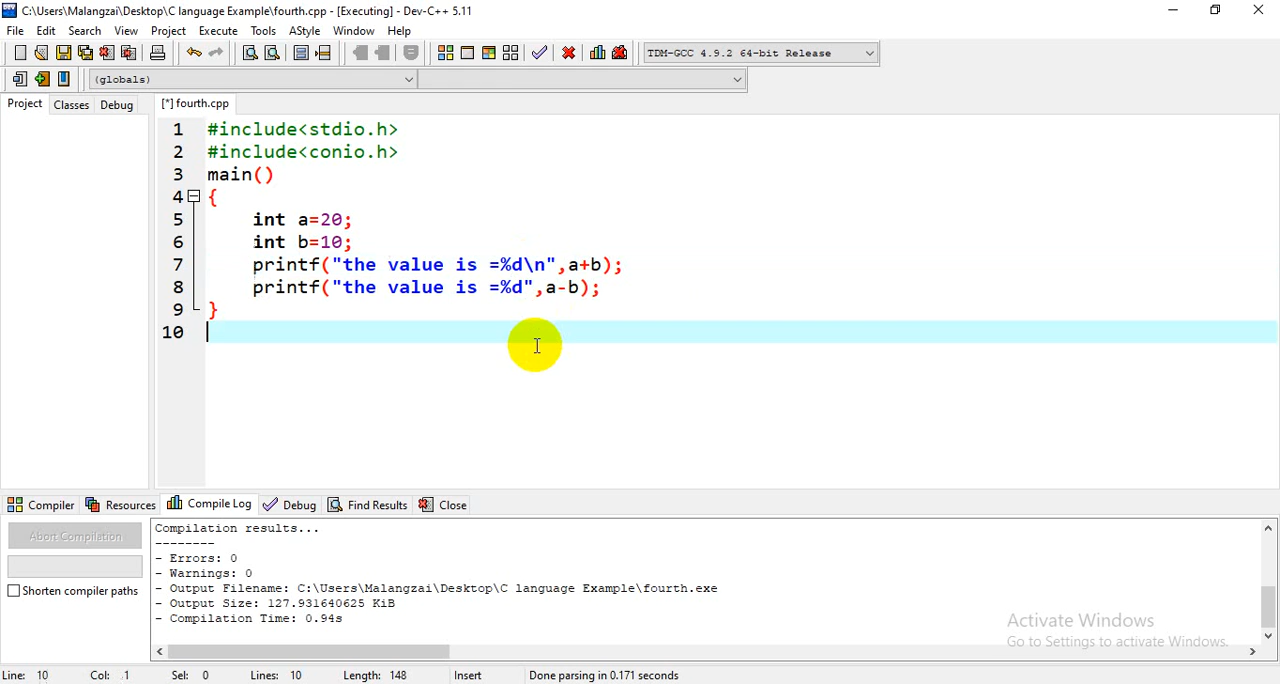 C:\Users\Malangzai\Desktop\C language Example\fourth.cpp - [Executing] - Dev-C++ 5.11
File Edit Search View Project Execute Tools AStyle Window Help
TDM-GCC 4.9.2 64-bit Release
(globals)
Project Classes Debug [*] fourth.cpp
1 #include<stdio.h>
2 #include<conio.h>
3 main()
4 {
5 int a=20;
6 int b=10;
7 printf("the value is =%d\n",a+b);
8 printf("the value is =%d",a-b);
9 }
10
Compiler Resources Compile Log Debug Find Results Close
Abort Compilation
Shorten compiler paths
Compilation results...
--------
- Errors: 0
- Warnings: 0
- Output Filename: C:\Users\Malangzai\Desktop\C language Example\fourth.exe
- Output Size: 127.931640625 KiB
- Compilation Time: 0.94s
Activate Windows
Go to Settings to activate Windows.
Line: 10 Col: 1 Sel: 0 Lines: 10 Length: 148 Insert Done parsing in 0.171 seconds